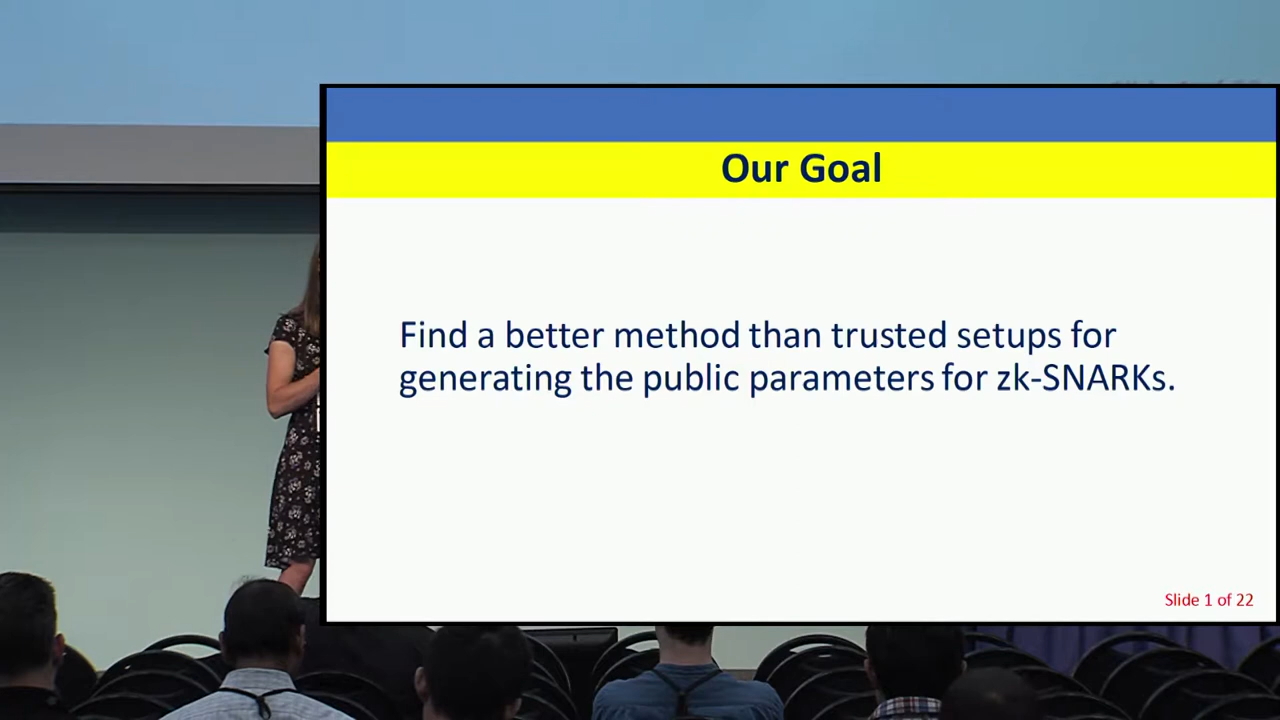 Our Goal
Find a better method than trusted setups for
generating the public parameters for zk-SNARKs.
Slide 1 of 22